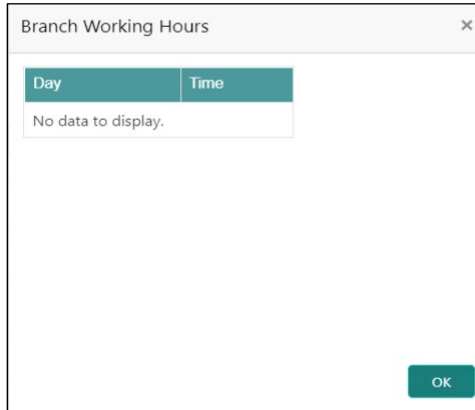 Branch Working Hours ×
Day Time
No data to display.
OK